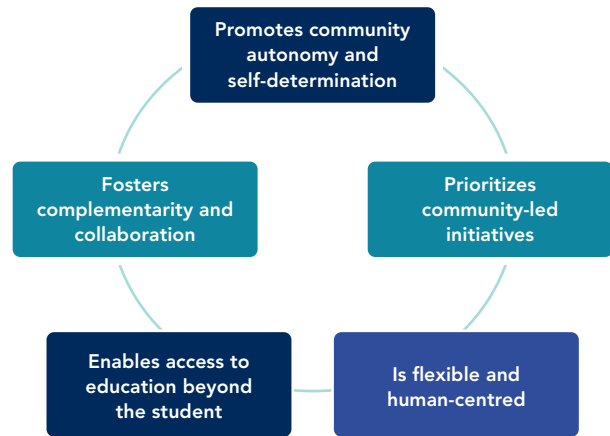 Promotes community
autonomy and
self-determination
Prioritizes
community-led
initiatives
Is flexible and
human-centred
Enables access to
education beyond
the student
Fosters
complementarity and
collaboration